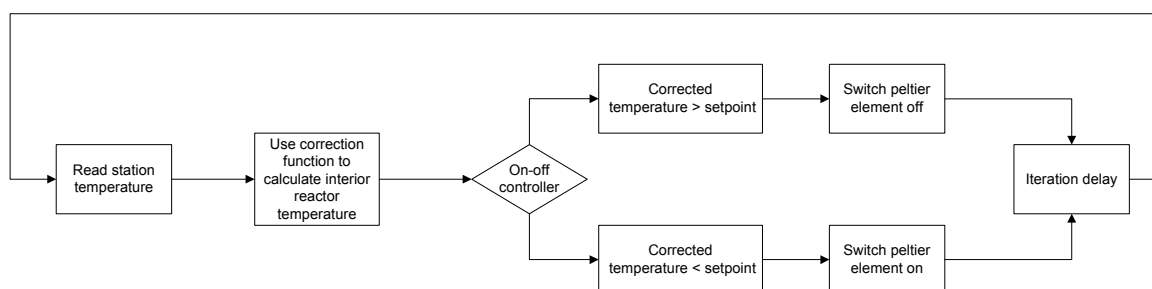 Read station
temperature
Use correction
function to
calculate interior
reactor
temperature
On-off
controller
Corrected
temperature > setpoint
Switch peltier
element off
Corrected
temperature < setpoint
Switch peltier
element on
Iteration delay